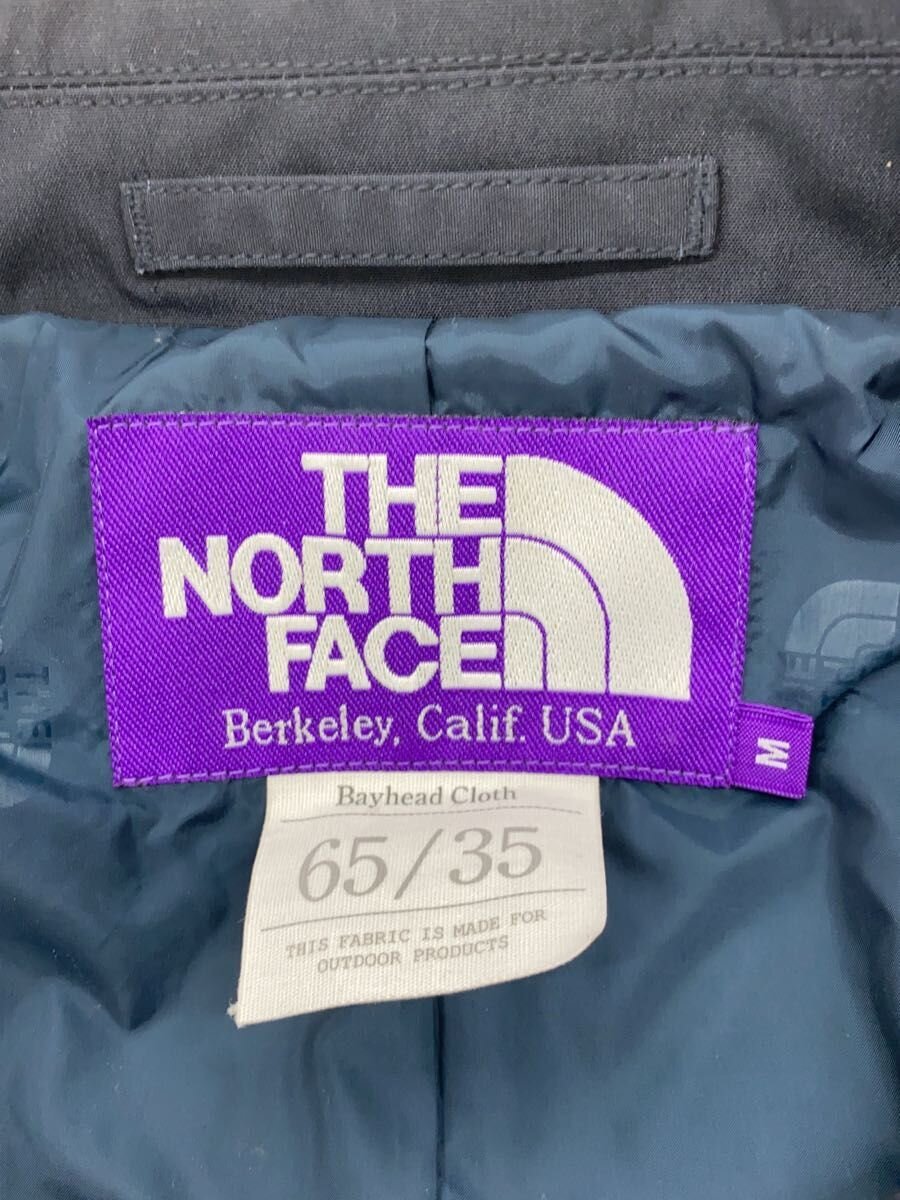 THE
NORTH
FACE
Berkeley, Calif. USA
M
Bayhead Cloth
65/35
THIS FABRIC IS MADE FOR
OUTDOOR PRODUCTS